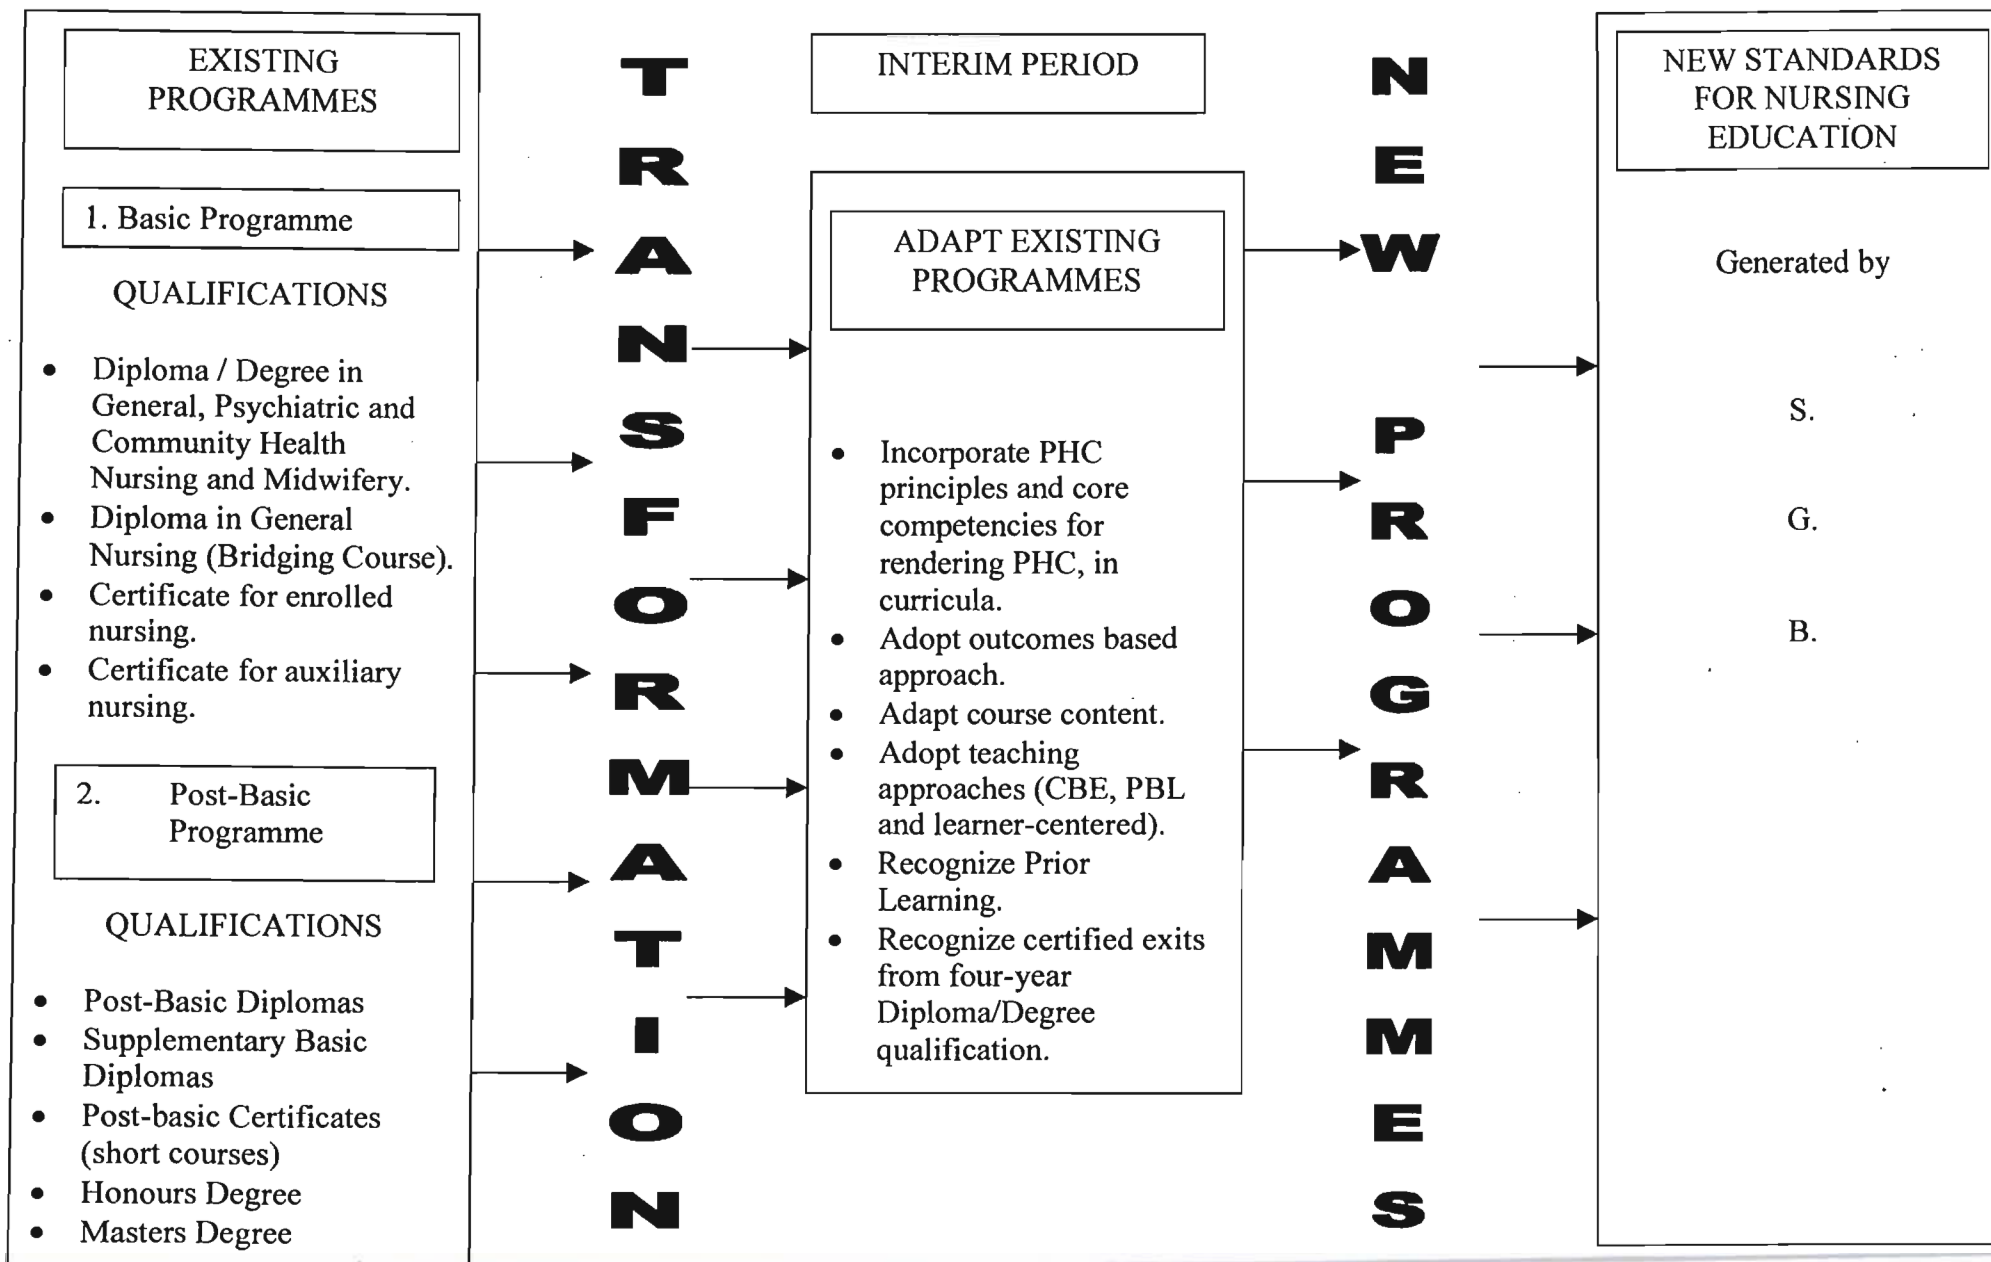 EXISTING
PROGRAMMES
1. Basic Programme
QUALIFICATIONS
• Diploma / Degree in
General, Psychiatric and
Community Health
Nursing and Midwifery.
• Diploma in General
Nursing (Bridging Course).
• Certificate for enrolled
nursing.
• Certificate for auxiliary
nursing.
2. Post-Basic
Programme
QUALIFICATIONS
• Post-Basic Diplomas
• Supplementary Basic
Diplomas
• Post-basic Certificates
(short courses)
• Honours Degree
• Masters Degree
TRANSFORMATION
INTERIM PERIOD
ADAPT EXISTING
PROGRAMMES
• Incorporate PHC
principles and core
competencies for
rendering PHC, in
curricula.
• Adopt outcomes based
approach.
• Adapt course content.
• Adopt teaching
approaches (CBE, PBL
and learner-centered).
• Recognize Prior
Learning.
• Recognize certified exits
from four-year
Diploma/Degree
qualification.
NEW PROGRAMMES
NEW STANDARDS
FOR NURSING
EDUCATION
Generated by
S.
G.
B.